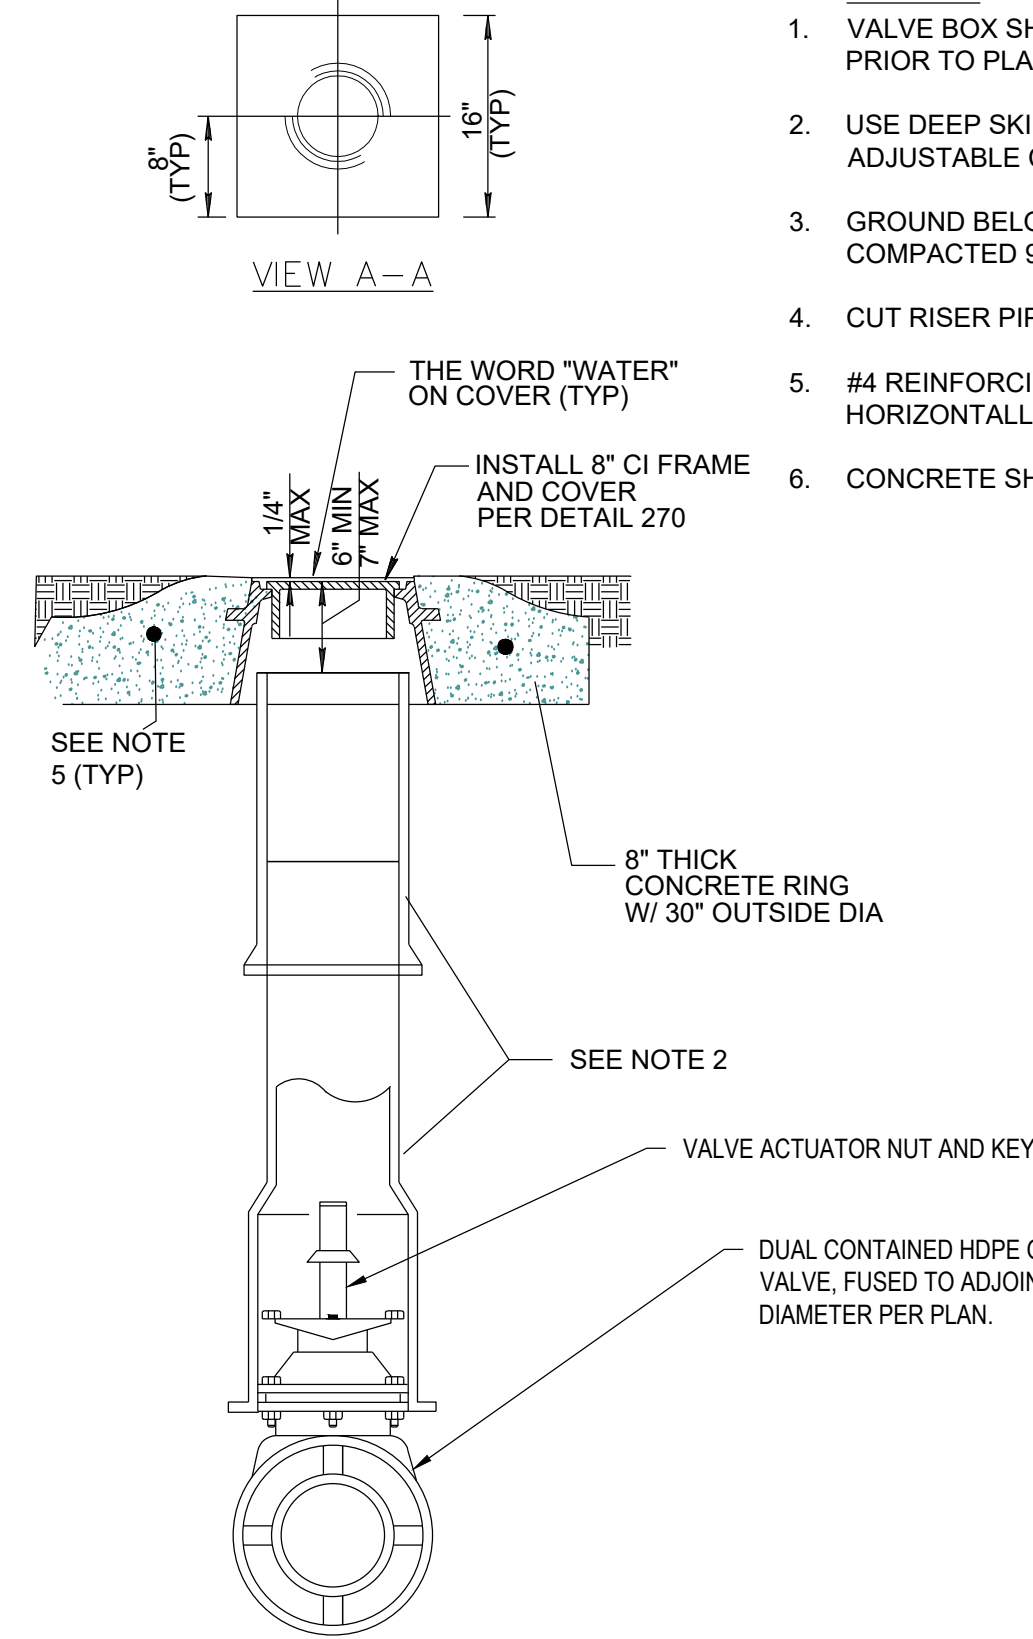 8"
(TYP)
16"
(TYP)
VIEW A-A
1. VALVE BOX SH
PRIOR TO PLA
2. USE DEEP SKI
ADJUSTABLE
3. GROUND BELO
COMPACTED 9
4. CUT RISER PIP
5. #4 REINFORCI
HORIZONTALL
6. CONCRETE SH
THE WORD "WATER"
ON COVER (TYP)
INSTALL 8" CI FRAME
AND COVER
PER DETAIL 270
1/4"
MAX
6" MIN
7" MAX
SEE NOTE
5 (TYP)
8" THICK
CONCRETE RING
W/ 30" OUTSIDE DIA
SEE NOTE 2
VALVE ACTUATOR NUT AND KEY
DUAL CONTAINED HDPE
VALVE, FUSED TO ADJOIN
DIAMETER PER PLAN.